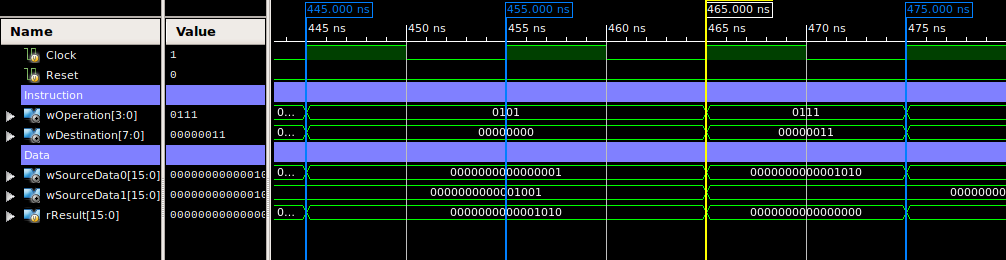 445.000 ns 455.000 ns 465.000 ns 475.000 ns
Name Value 445 ns 450 ns 455 ns 460 ns 465 ns 470 ns 475 ns
Clock 1
Reset 0
Instruction
wOperation[3:0] 0111 0... 0101 0111
wDestination[7:0] 00000011 0... 00000000 00000011
Data
wSourceData0[15:0] 00000000000010 0... 0000000000000001 0000000000001010
wSourceData1[15:0] 00000000000010 0000000000001001 00000000
rResult[15:0] 00000000000000 0... 0000000000001010 0000000000000000